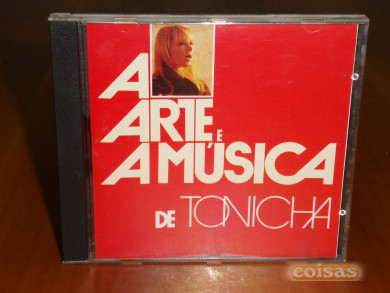 A
ARTE E
A MÚSICA
DE TONICHA
coisas